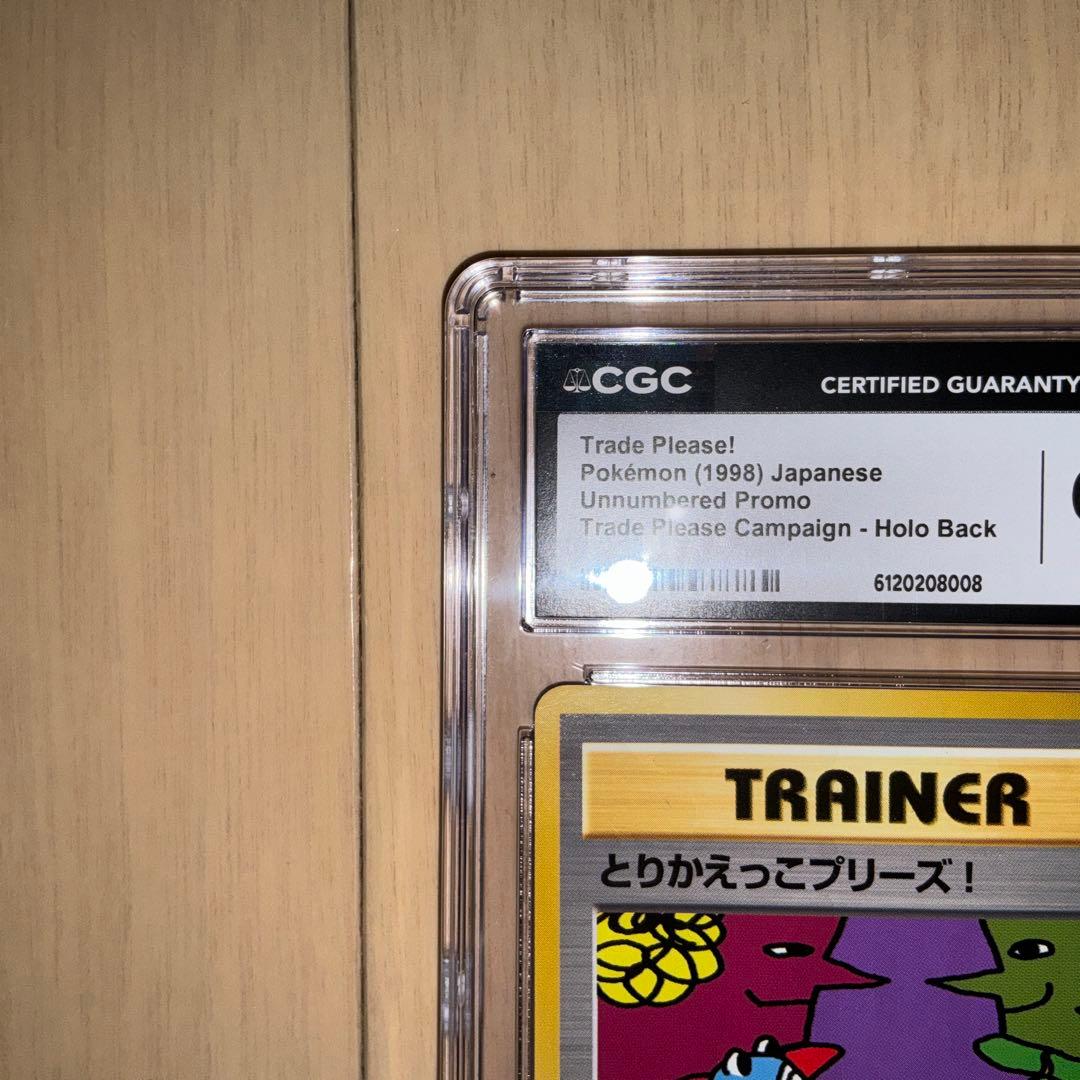 CGC CERTIFIED GUARANTY
Trade Please!
Pokémon (1998) Japanese
Unnumbered Promo
Trade Please Campaign - Holo Back
6120208008
TRAINER
とりかえっこプリーズ!